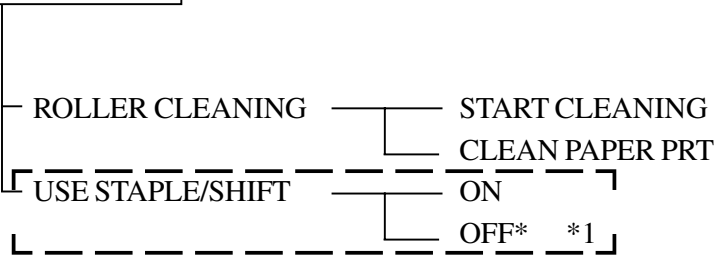 ROLLER CLEANING START CLEANING
CLEAN PAPER PRT
USE STAPLE/SHIFT ON
OFF* *1